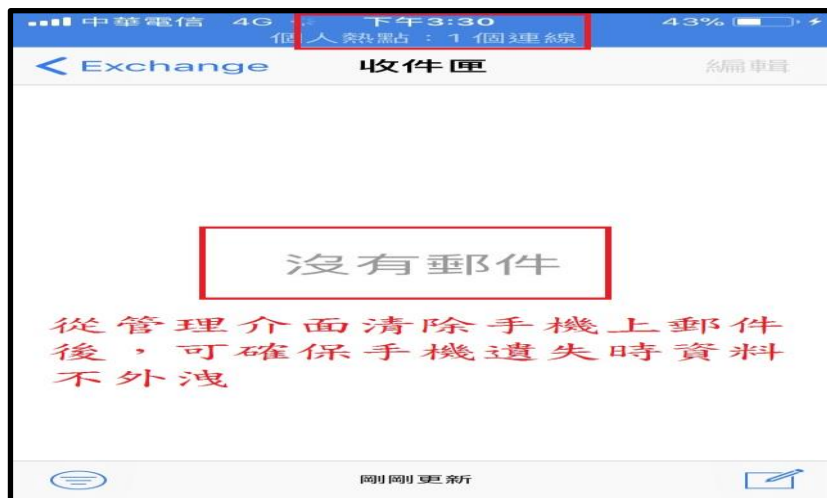 中華電信 4G 下午3:30 43%
個人熱點：1 個連線
Exchange 收件匣 編輯
沒有郵件
從管理介面清除手機上郵件
後，可確保手機遺失時資料
不外洩
剛剛更新